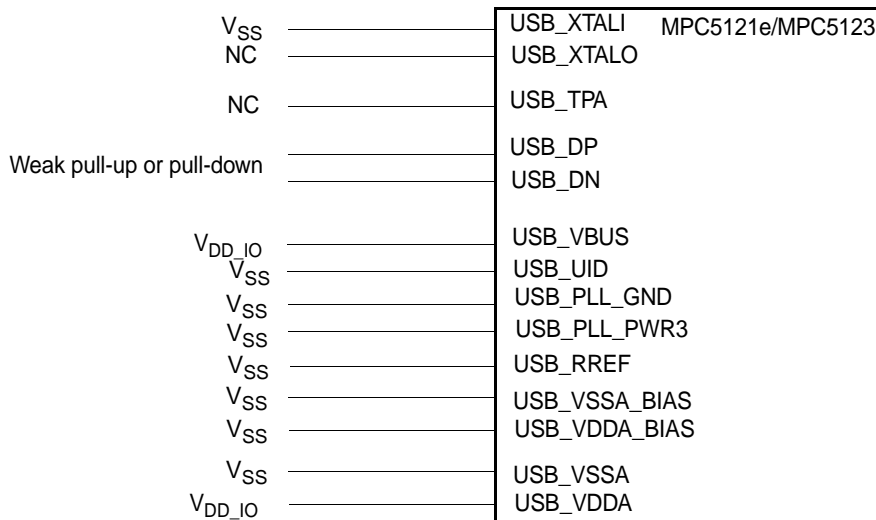 V_SS USB_XTALI MPC5121e/MPC5123
NC USB_XTALO
NC USB_TPA
USB_DP
Weak pull-up or pull-down
USB_DN
V_DD_IO USB_VBUS
V_SS USB_UID
V_SS USB_PLL_GND
V_SS USB_PLL_PWR3
V_SS USB_RREF
V_SS USB_VSSA_BIAS
V_SS USB_VDDA_BIAS
V_SS USB_VSSA
V_DD_IO USB_VDDA